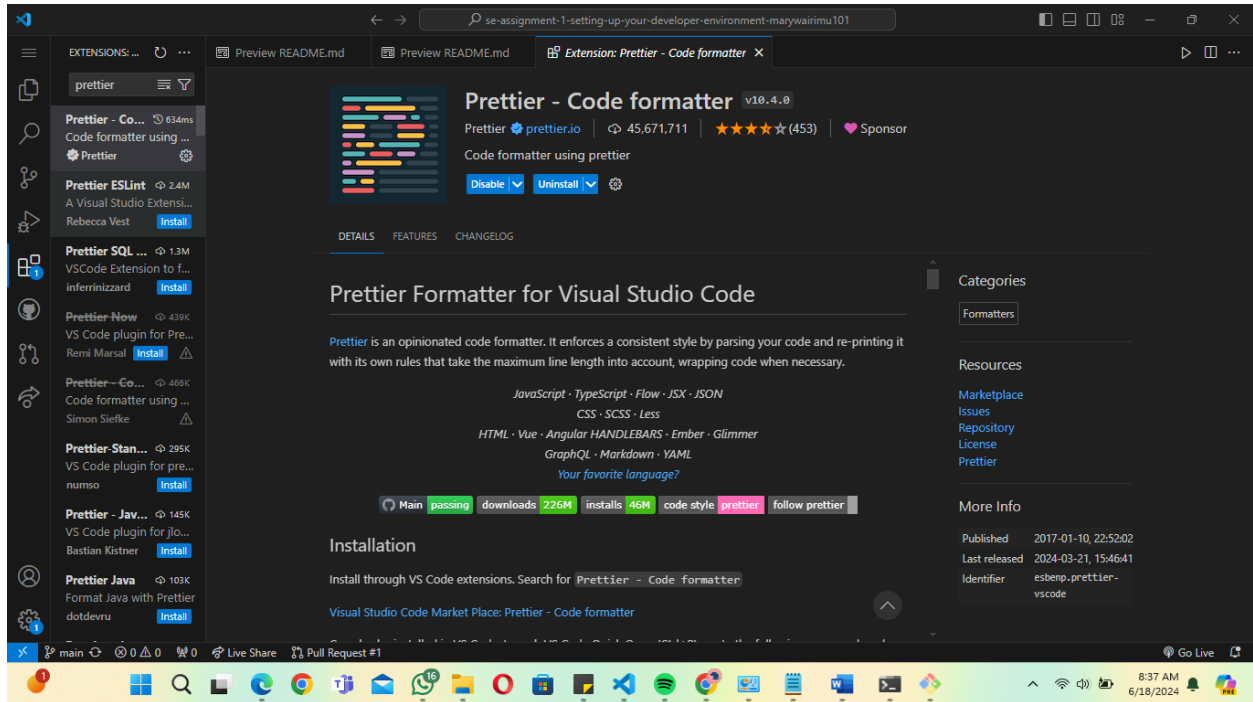 se-assignment-1-setting-up-your-developer-environment-marywairimu101
EXTENSIONS: ...
Preview README.md
Preview README.md
Extension: Prettier - Code formatter
prettier
Prettier - Co... 634ms
Code formatter using ...
Prettier
Prettier ESLint 2.4M
A Visual Studio Extensi...
Rebecca Vest Install
Prettier SQL ... 1.3M
VSCode Extension to f...
inferrinizzard Install
Prettier Now 439K
VS Code plugin for Pre...
Remi Marsal Install
Prettier - Co... 466K
Code formatter using ...
Simon Siefke
Prettier-Stan... 295K
VS Code plugin for pre...
numso Install
Prettier - Jav... 145K
VS Code plugin for jlo...
Bastian Kistner Install
Prettier Java 103K
Format Java with Prettier
dotdevru Install
1
1
Prettier - Code formatter v10.4.0
Prettier prettier.io 45,671,711 (453) Sponsor
Code formatter using prettier
Disable Uninstall
DETAILS FEATURES CHANGELOG
Prettier Formatter for Visual Studio Code
Prettier is an opinionated code formatter. It enforces a consistent style by parsing your code and re-printing it
with its own rules that take the maximum line length into account, wrapping code when necessary.
JavaScript · TypeScript · Flow · JSX · JSON
CSS · SCSS · Less
HTML · Vue · Angular HANDLEBARS · Ember · Glimmer
GraphQL · Markdown · YAML
Your favorite language?
Main passing downloads 226M installs 46M code style prettier follow prettier
Installation
Install through VS Code extensions. Search for Prettier - Code formatter
Visual Studio Code Market Place: Prettier - Code formatter
Categories
Formatters
Resources
Marketplace
Issues
Repository
License
Prettier
More Info
Published 2017-01-10, 22:52:02
Last released 2024-03-21, 15:46:41
Identifier esbenp.prettier-
vscode
main 0 0 0 Live Share Pull Request #1 Go Live
1
16
PRE
8:37 AM
6/18/2024